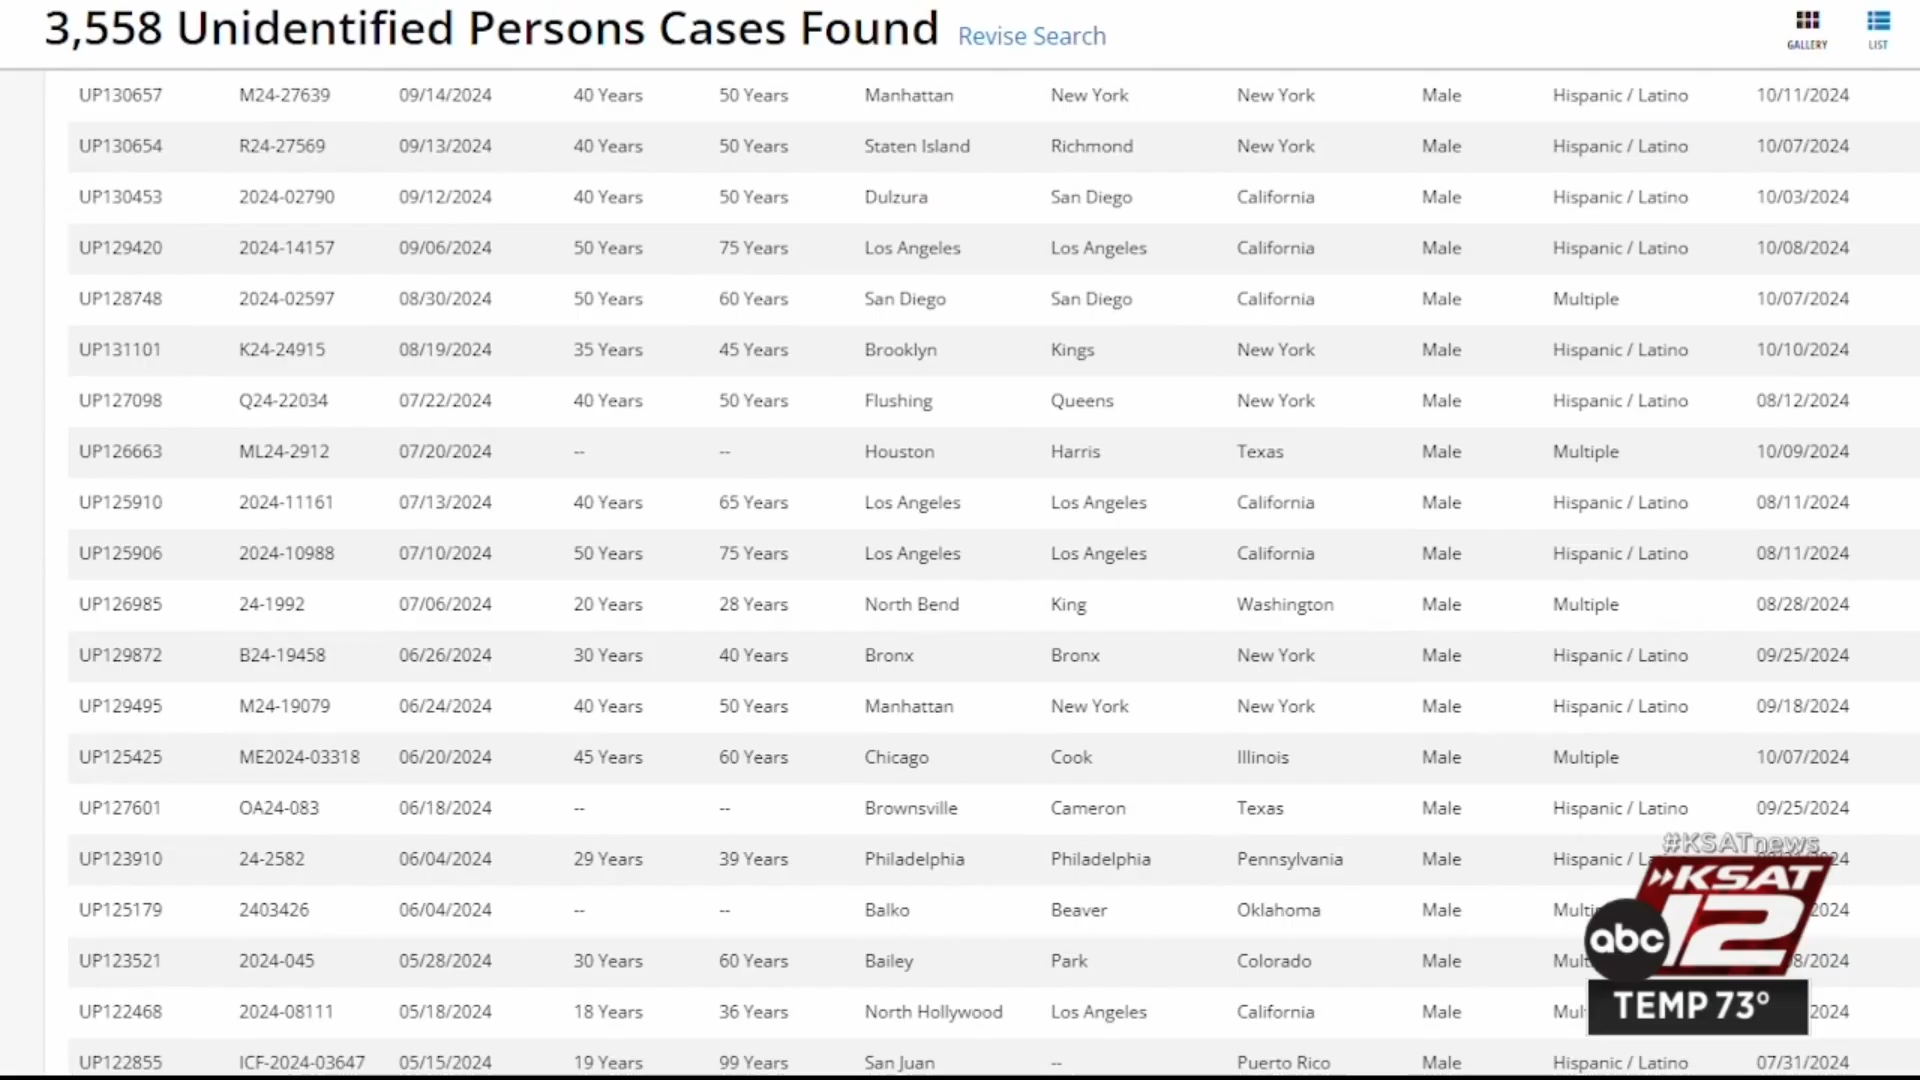 3,558 Unidentified Persons Cases Found Revise Search GALLERY LIST
UP130657 M24-27639 09/14/2024 40 Years 50 Years Manhattan New York New York Male Hispanic / Latino 10/11/2024
UP130654 R24-27569 09/13/2024 40 Years 50 Years Staten Island Richmond New York Male Hispanic / Latino 10/07/2024
UP130453 2024-02790 09/12/2024 40 Years 50 Years Dulzura San Diego California Male Hispanic / Latino 10/03/2024
UP129420 2024-14157 09/06/2024 50 Years 75 Years Los Angeles Los Angeles California Male Hispanic / Latino 10/08/2024
UP128748 2024-02597 08/30/2024 50 Years 60 Years San Diego San Diego California Male Multiple 10/07/2024
UP131101 K24-24915 08/19/2024 35 Years 45 Years Brooklyn Kings New York Male Hispanic / Latino 10/10/2024
UP127098 Q24-22034 07/22/2024 40 Years 50 Years Flushing Queens New York Male Hispanic / Latino 08/12/2024
UP126663 ML24-2912 07/20/2024 -- -- Houston Harris Texas Male Multiple 10/09/2024
UP125910 2024-11161 07/13/2024 40 Years 65 Years Los Angeles Los Angeles California Male Hispanic / Latino 08/11/2024
UP125906 2024-10988 07/10/2024 50 Years 75 Years Los Angeles Los Angeles California Male Hispanic / Latino 08/11/2024
UP126985 24-1992 07/06/2024 20 Years 28 Years North Bend King Washington Male Multiple 08/28/2024
UP129872 B24-19458 06/26/2024 30 Years 40 Years Bronx Bronx New York Male Hispanic / Latino 09/25/2024
UP129495 M24-19079 06/24/2024 40 Years 50 Years Manhattan New York New York Male Hispanic / Latino 09/18/2024
UP125425 ME2024-03318 06/20/2024 45 Years 60 Years Chicago Cook Illinois Male Multiple 10/07/2024
UP127601 OA24-083 06/18/2024 -- -- Brownsville Cameron Texas Male Hispanic / Latino 09/25/2024
#KSATnews
UP123910 24-2582 06/04/2024 29 Years 39 Years Philadelphia Philadelphia Pennsylvania Male Hispanic / 24
KSAT
UP125179 2403426 06/04/2024 -- -- Balko Beaver Oklahoma Male 2024
12
abc
UP123521 2024-045 05/28/2024 30 Years 60 Years Bailey Park Colorado Male 8/2024
TEMP 73°
UP122468 2024-08111 05/18/2024 18 Years 36 Years North Hollywood Los Angeles California Male 2024
UP122855 ICF-2024-03647 05/15/2024 19 Years 99 Years San Juan -- Puerto Rico Male Hispanic / Latino 07/31/2024